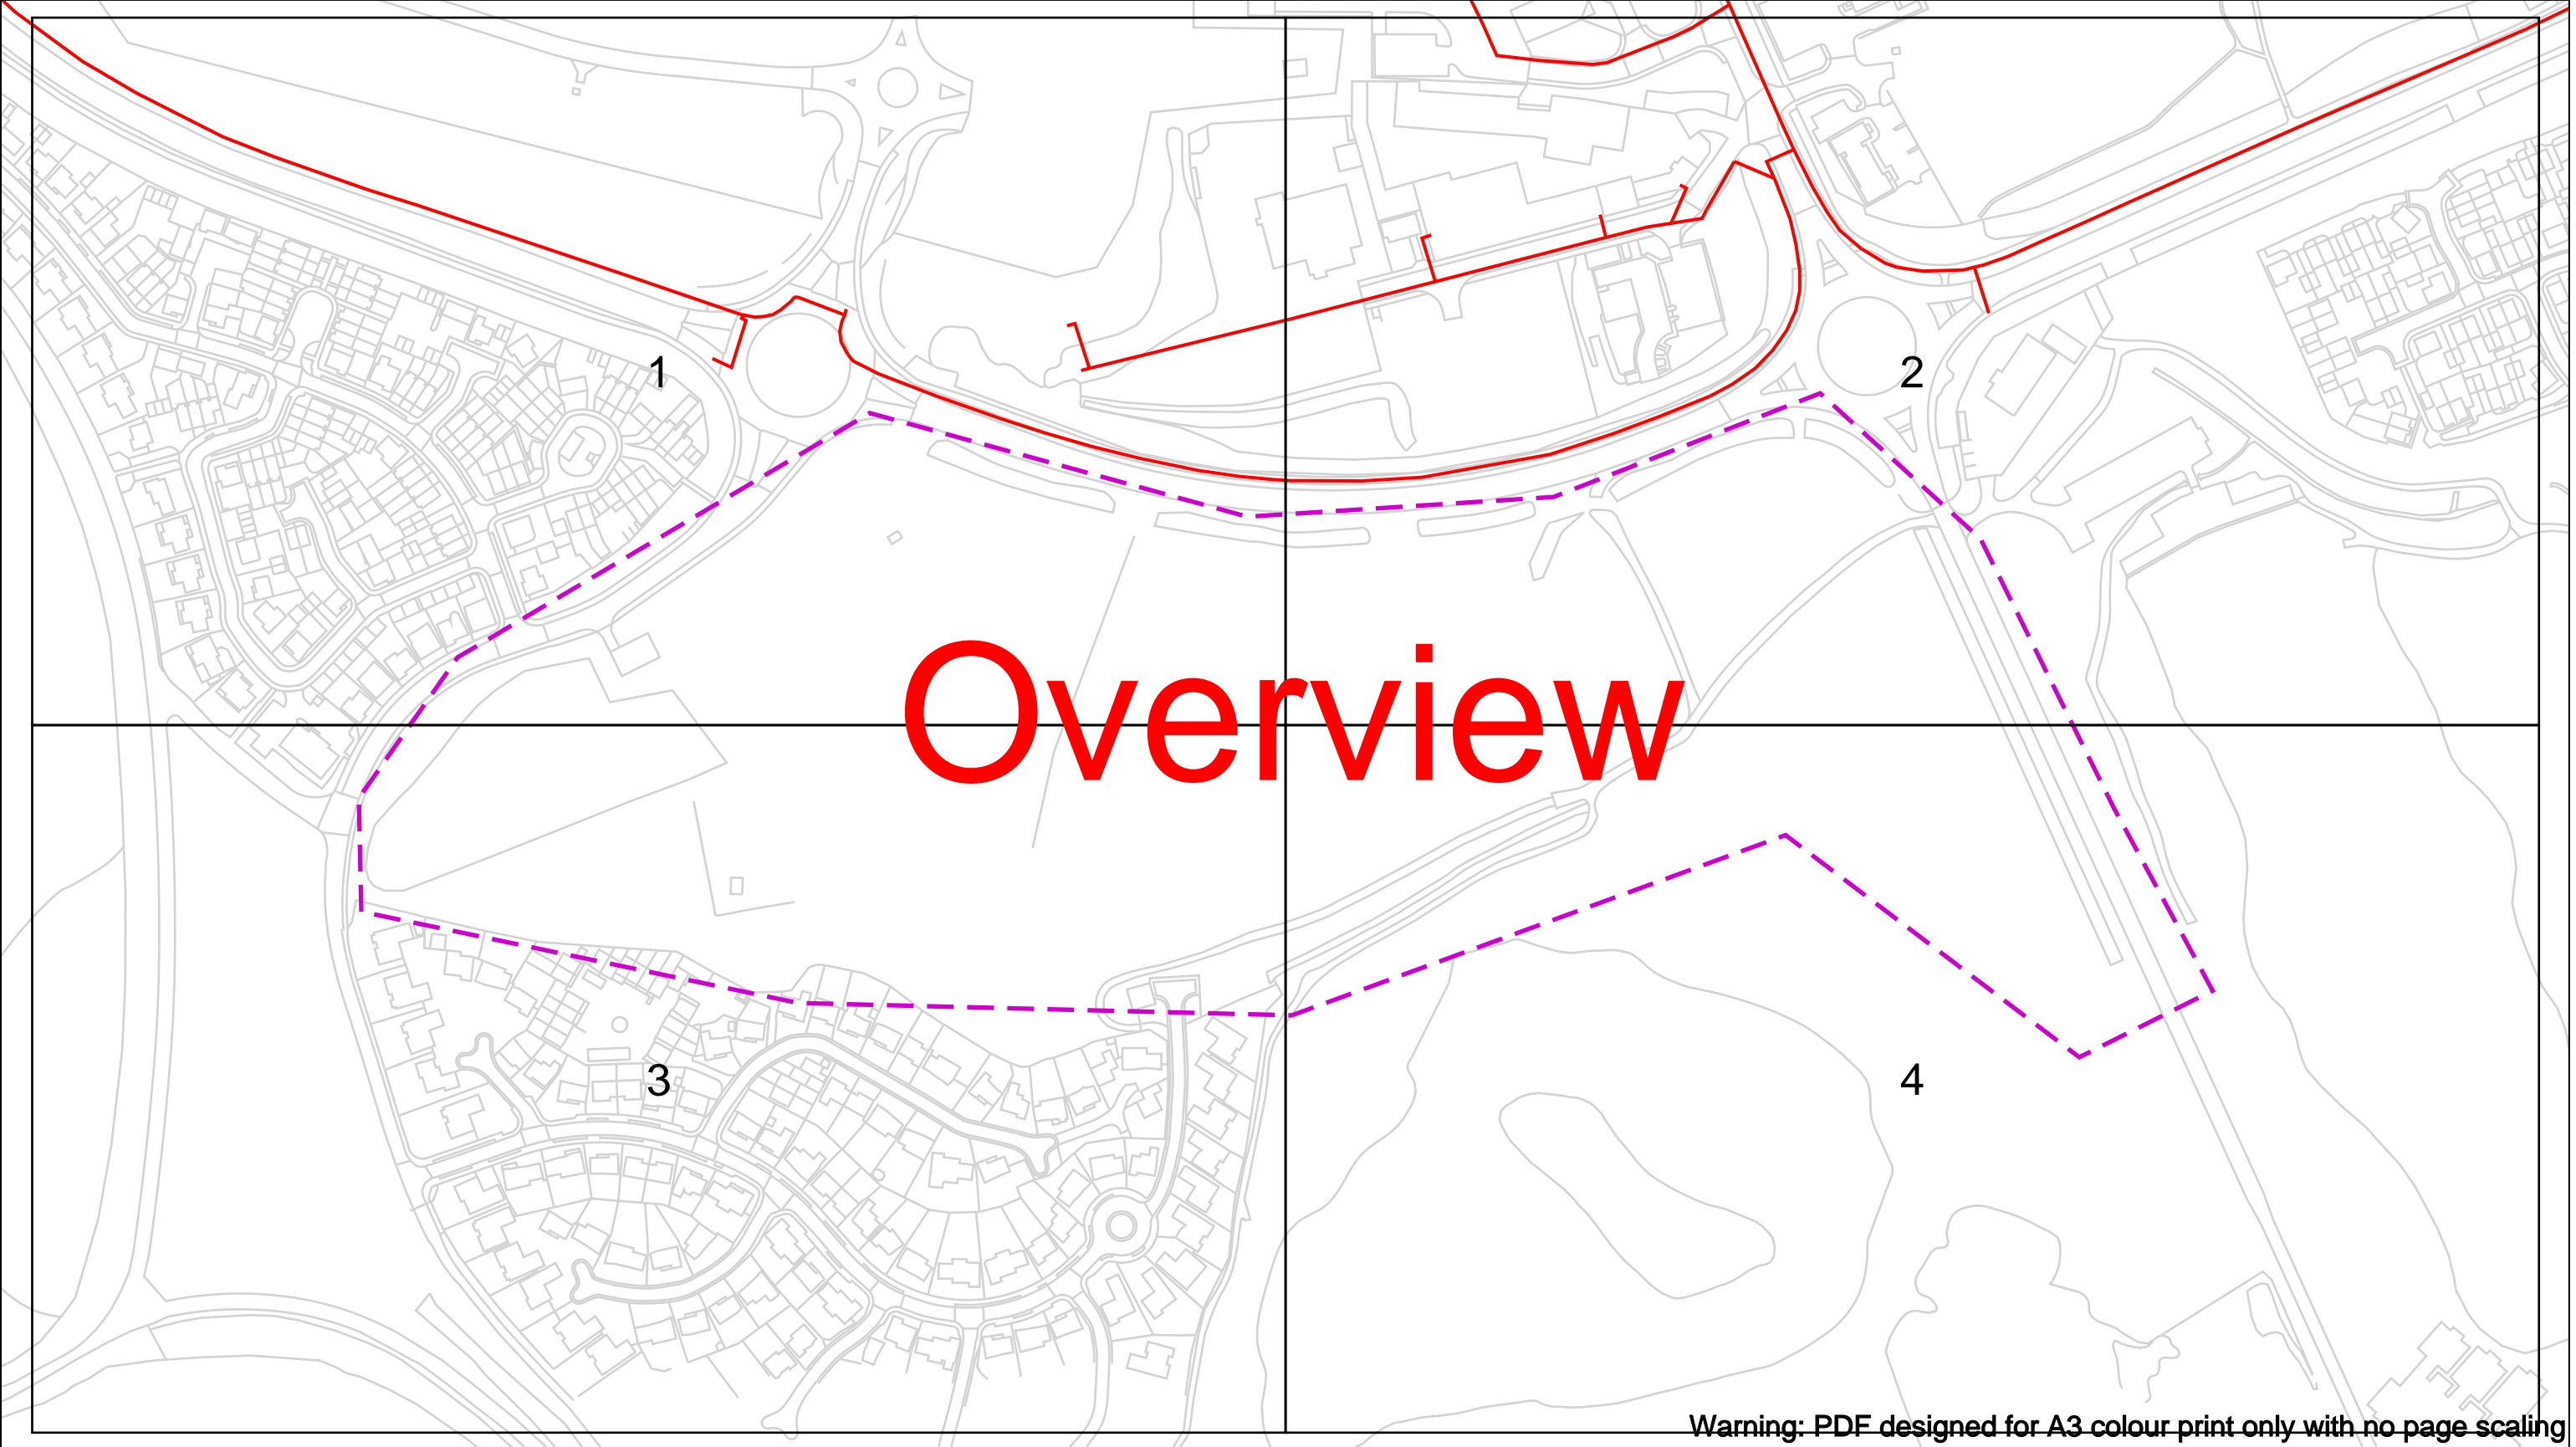 1
2
Overview
3
4
Warning: PDF designed for A3 colour print only with no page scaling